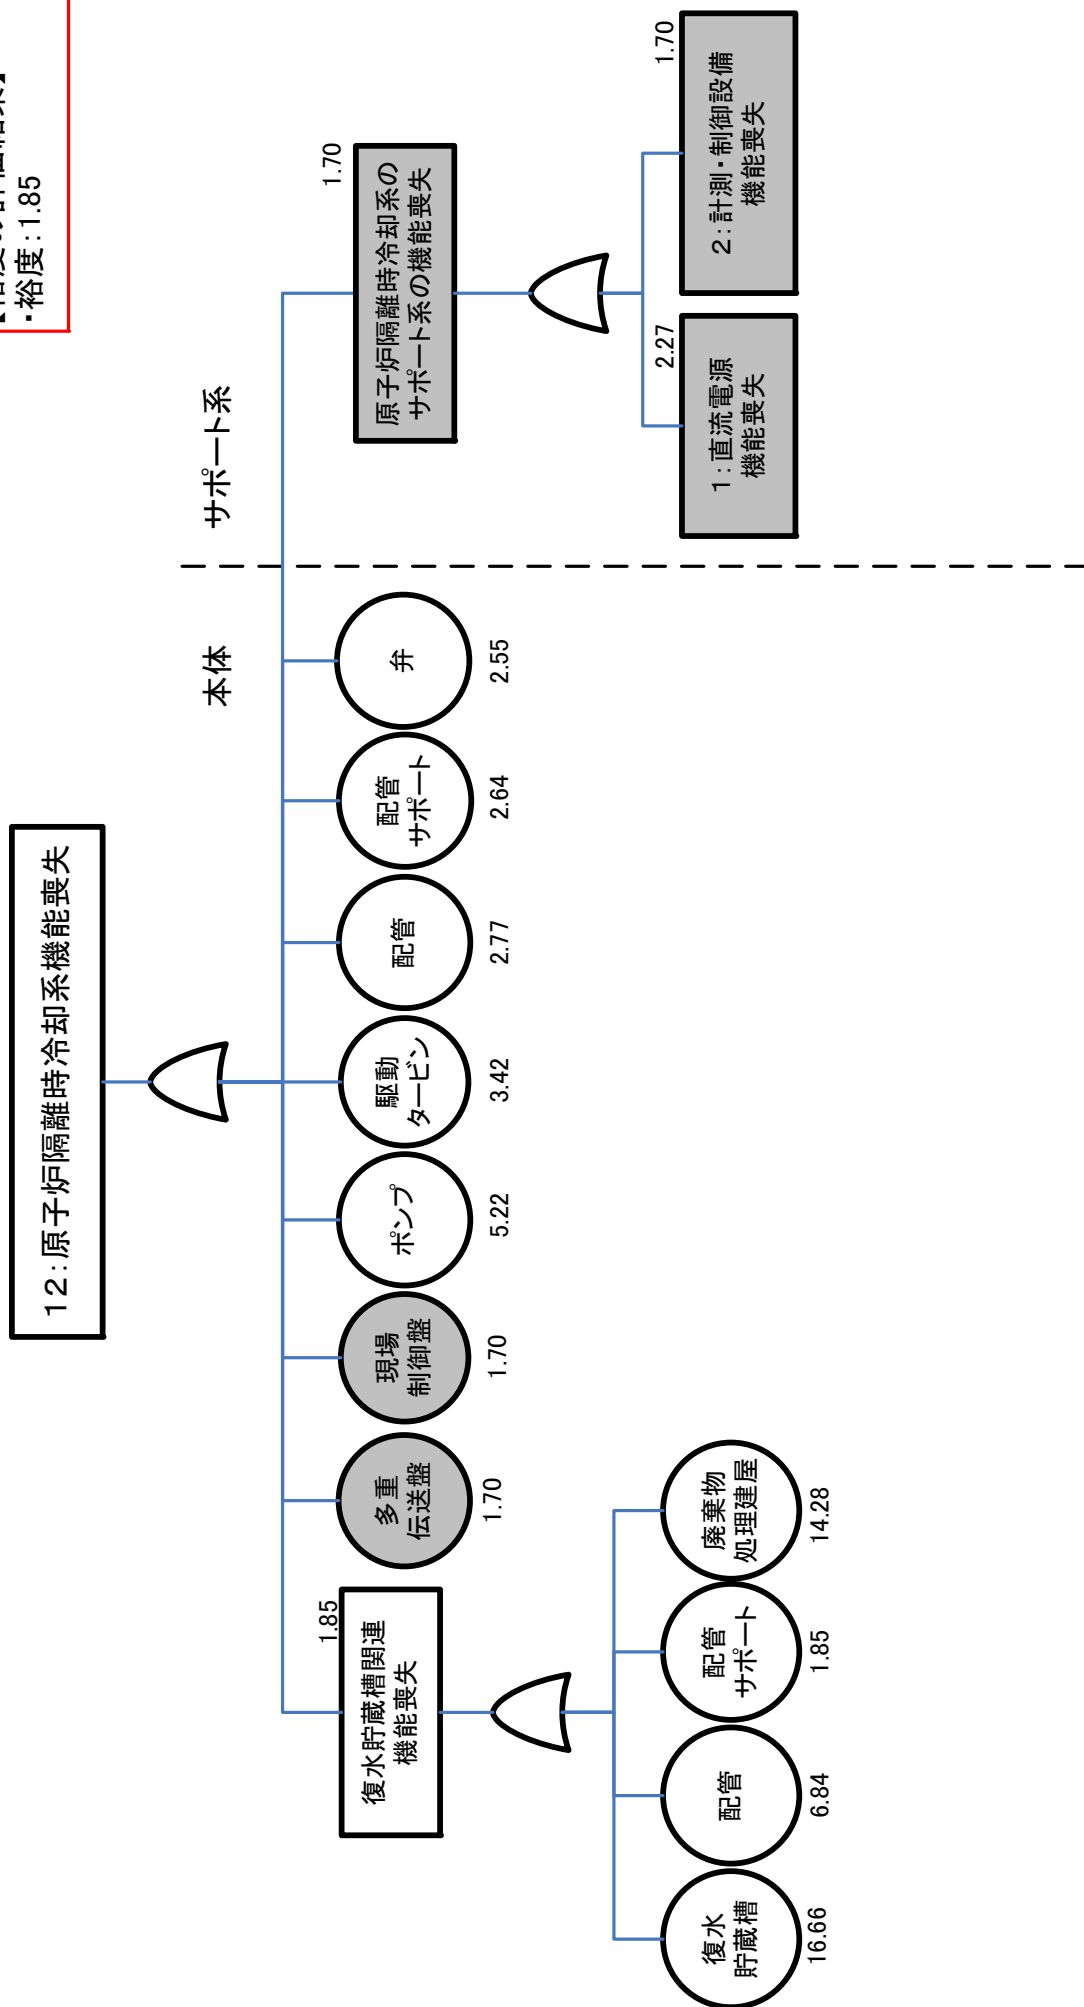 ・裕度:1.85
12:原子炉隔離時冷却系機能喪失
本体
サポート系
1.85
復水貯蔵槽関連
機能喪失
多重
伝送盤
1.70
現場
制御盤
1.70
ポンプ
5.22
駆動
タービン
3.42
配管
2.77
配管
サポート
2.64
弁
2.55
1.70
原子炉隔離時冷却系の
サポート系の機能喪失
復水
貯蔵槽
16.66
配管
6.84
配管
サポート
1.85
廃棄物
処理建屋
14.28
2.27
1:直流電源
機能喪失
1.70
2:計測・制御設備
機能喪失